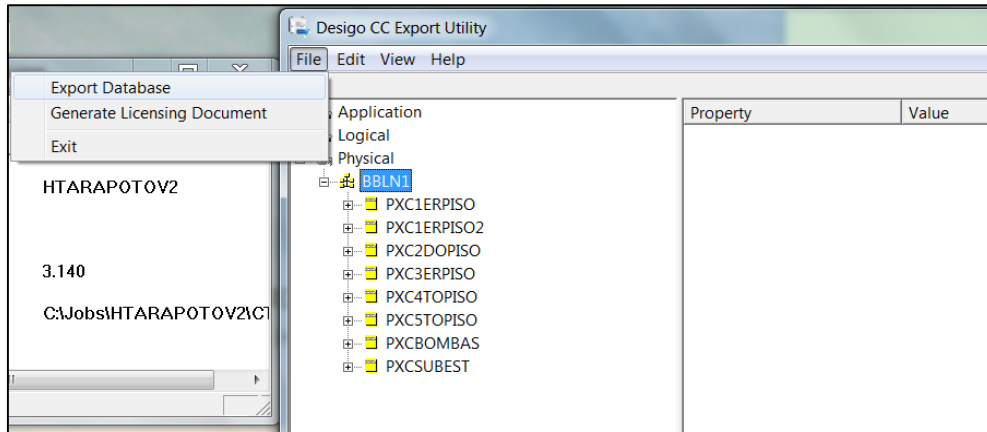 Desigo CC Export Utility
File Edit View Help
Export Database
Generate Licensing Document
Exit
Application
Logical
Physical
BBLN1
PXC1ERPISO
PXC1ERPISO2
PXC2DOPISO
PXC3ERPISO
PXC4TOPISO
PXC5TOPISO
PXCBOMBAS
PXCSUBEST
Property Value
HTARAPOTOV2
3.140
C:\Jobs\HTARAPOTOV2\CT